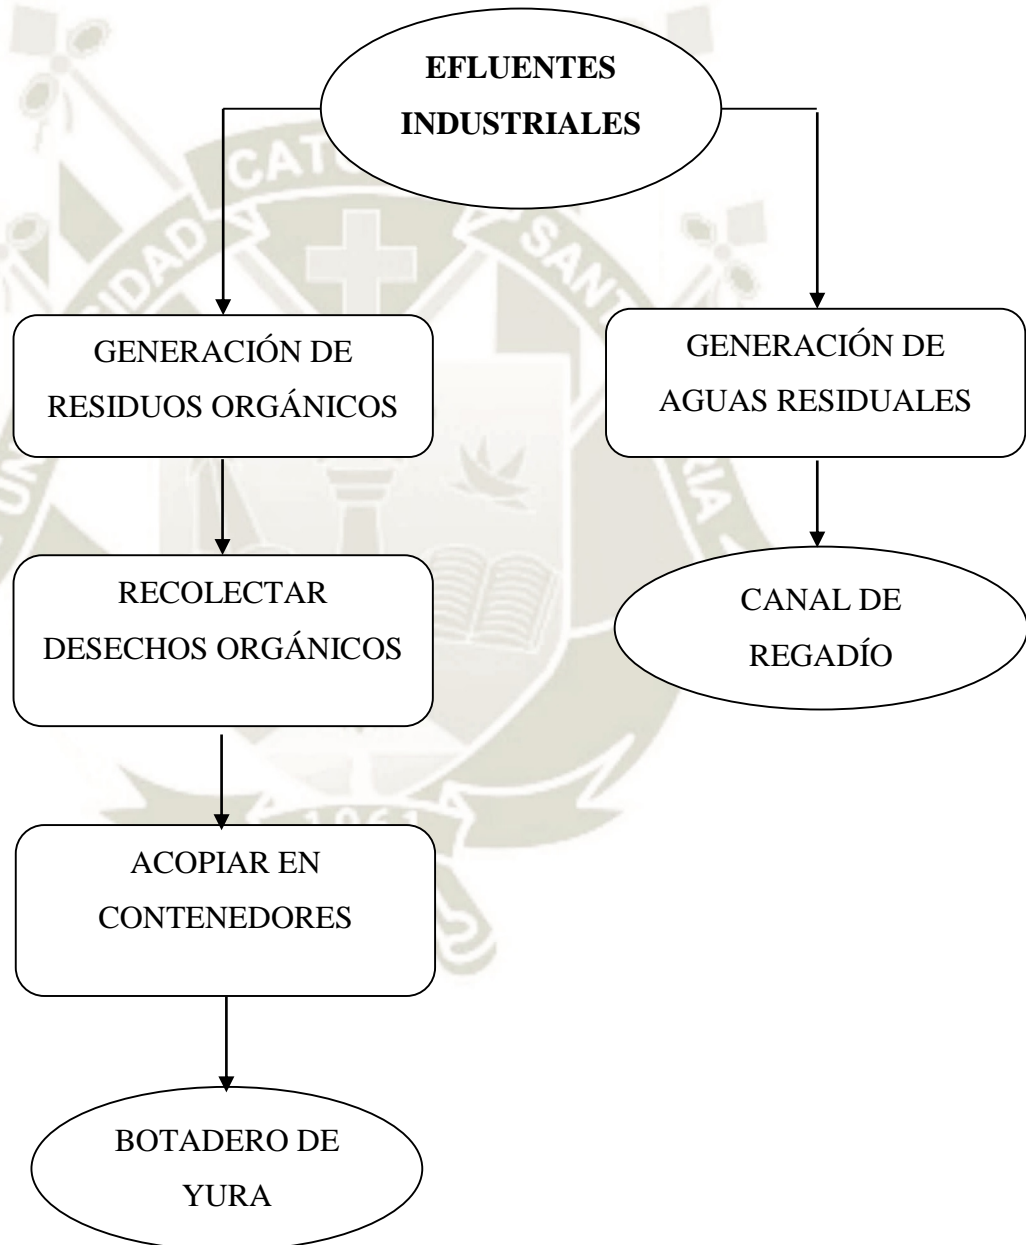 EFLUENTES
INDUSTRIALES
GENERACIÓN DE
RESIDUOS ORGÁNICOS
GENERACIÓN DE
AGUAS RESIDUALES
RECOLECTAR
DESECHOS ORGÁNICOS
CANAL DE
REGADÍO
ACOPIAR EN
CONTENEDORES
BOTADERO DE
YURA
1961